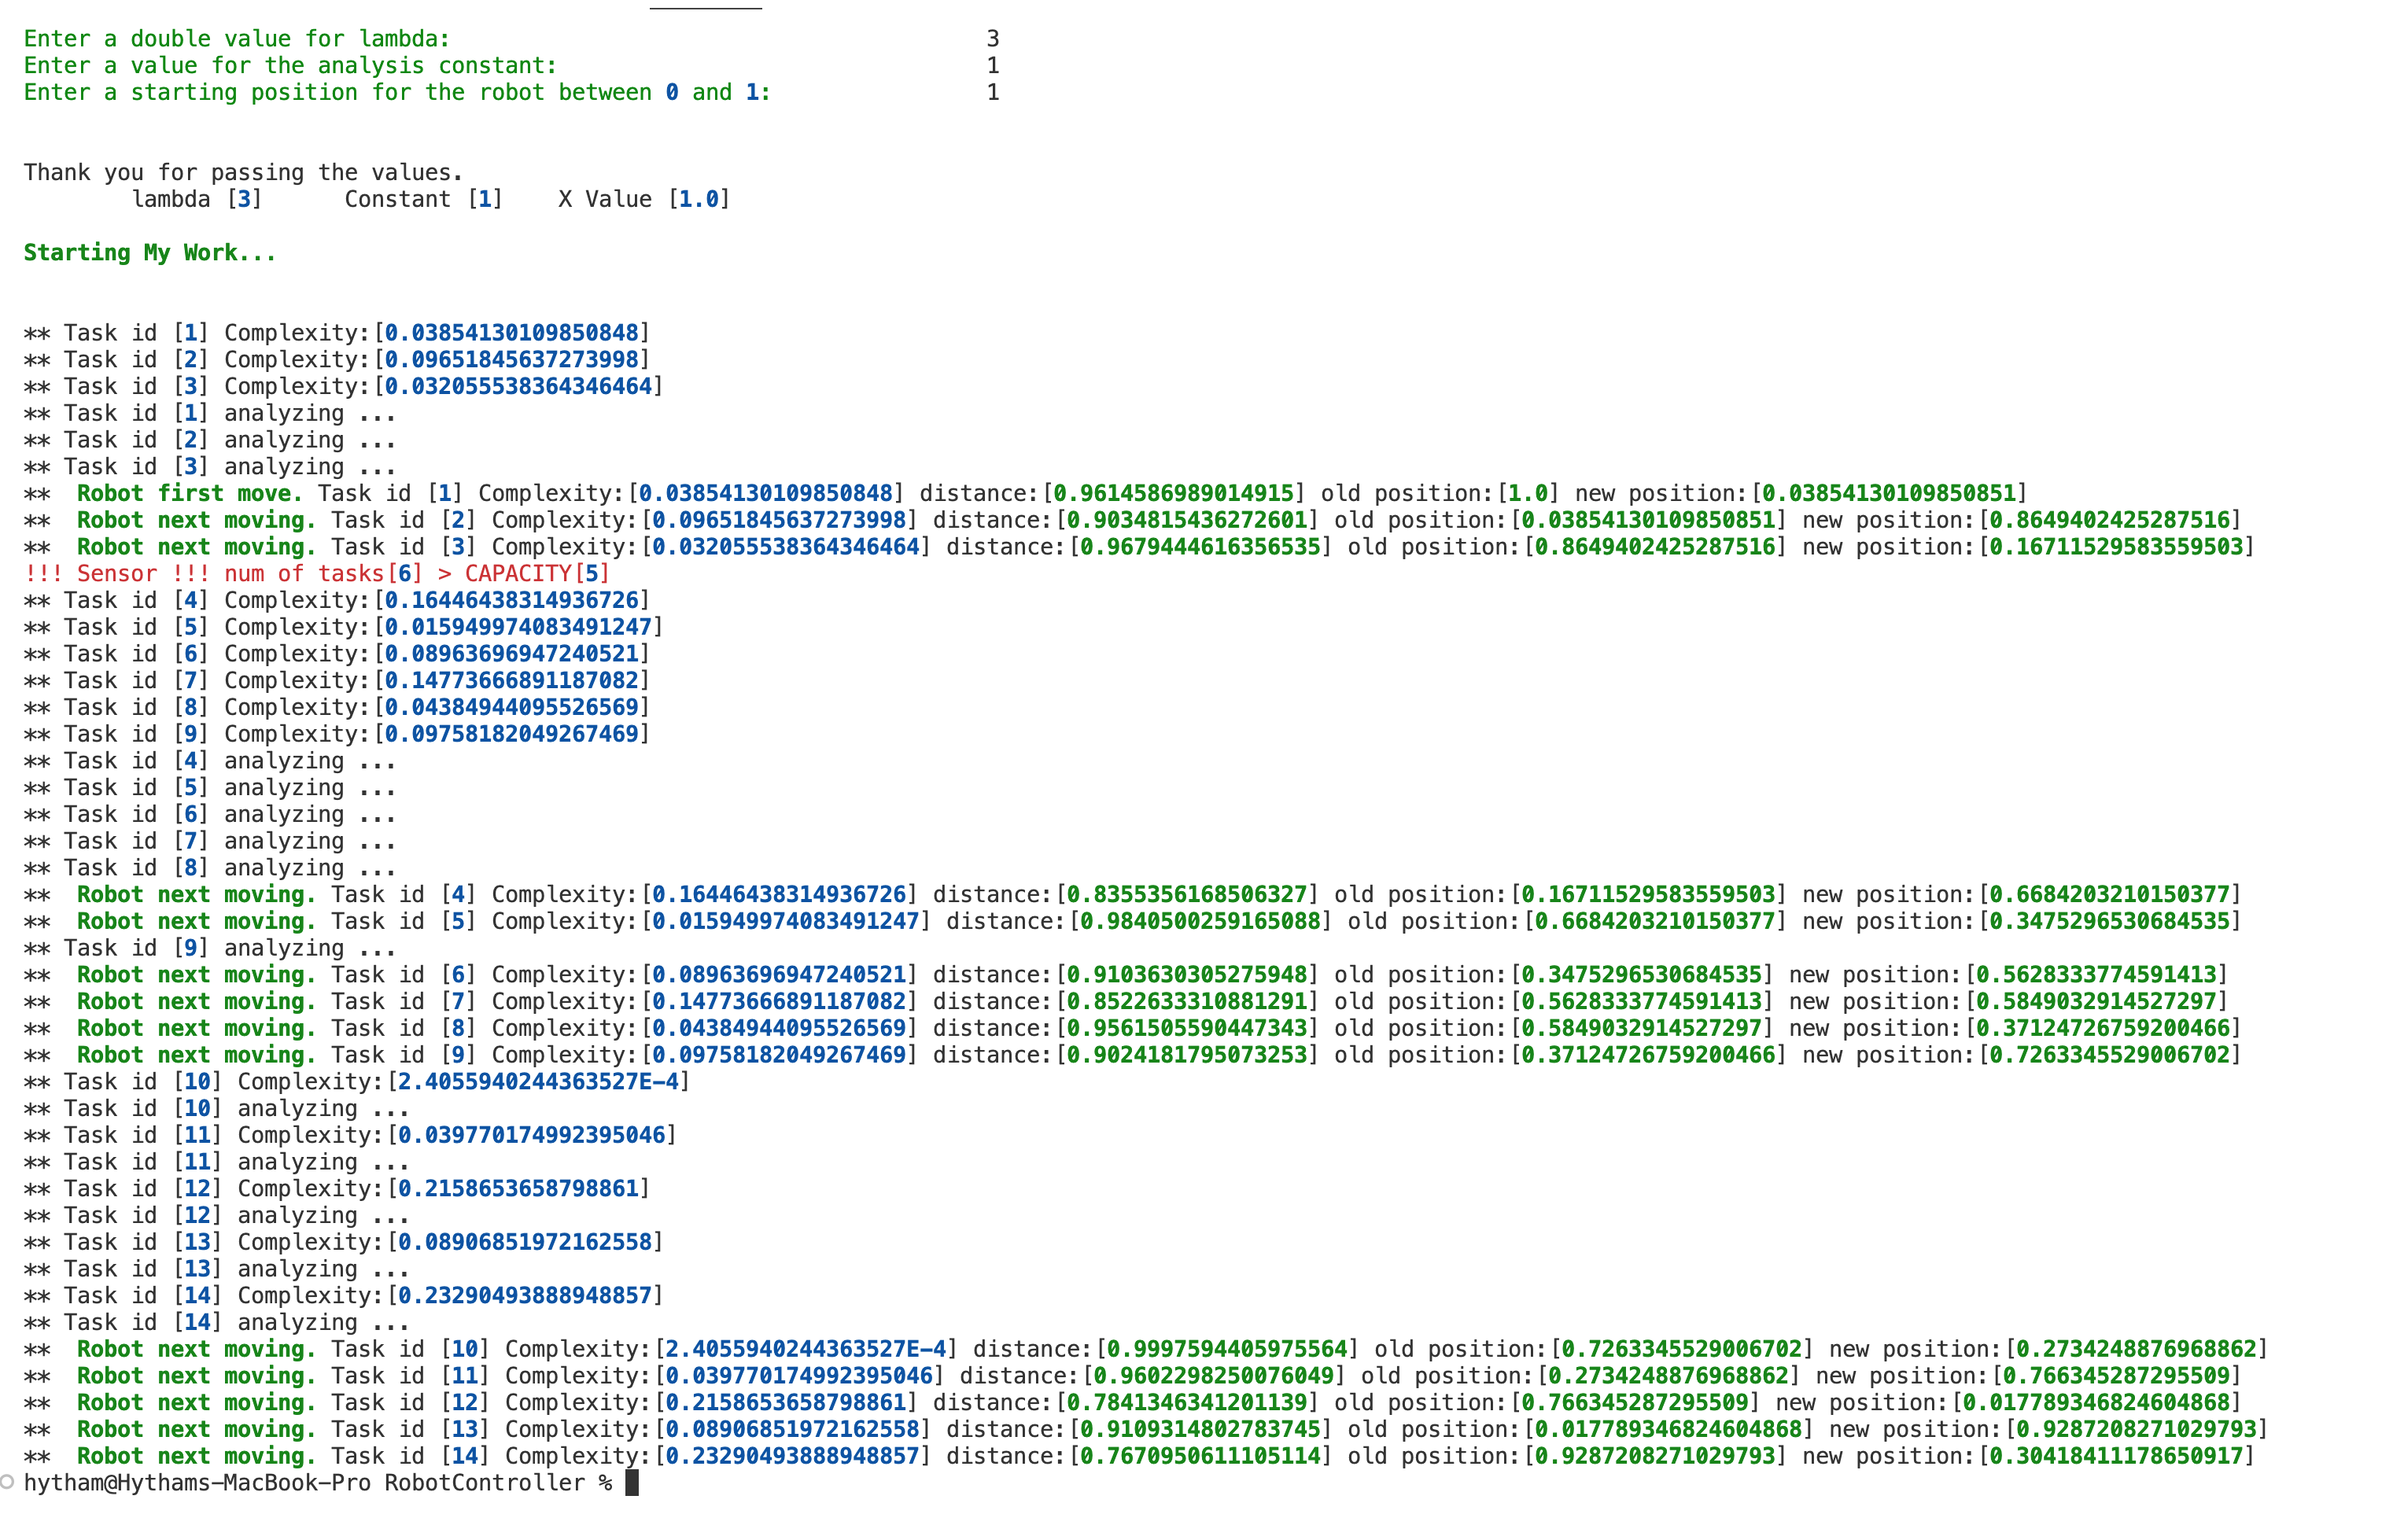 Enter a double value for lambda: 3
Enter a value for the analysis constant: 1
Enter a starting position for the robot between 0 and 1: 1
Thank you for passing the values.
lambda [3] Constant [1] X Value [1.0]
Starting My Work...
** Task id [1] Complexity:[0.03854130109850848]
** Task id [2] Complexity:[0.09651845637273998]
** Task id [3] Complexity:[0.032055538364346464]
** Task id [1] analyzing ...
** Task id [2] analyzing ...
** Task id [3] analyzing ...
** Robot first move. Task id [1] Complexity:[0.03854130109850848] distance:[0.9614586989014915] old position:[1.0] new position:[0.03854130109850851]
** Robot next moving. Task id [2] Complexity:[0.09651845637273998] distance:[0.9034815436272601] old position:[0.03854130109850851] new position:[0.8649402425287516]
** Robot next moving. Task id [3] Complexity:[0.032055538364346464] distance:[0.9679444616356535] old position:[0.8649402425287516] new position:[0.16711529583559503]
!!! Sensor !!! num of tasks[6] > CAPACITY[5]
** Task id [4] Complexity:[0.16446438314936726]
** Task id [5] Complexity:[0.015949974083491247]
** Task id [6] Complexity:[0.08963696947240521]
** Task id [7] Complexity:[0.14773666891187082]
** Task id [8] Complexity:[0.04384944095526569]
** Task id [9] Complexity:[0.09758182049267469]
** Task id [4] analyzing ...
** Task id [5] analyzing ...
** Task id [6] analyzing ...
** Task id [7] analyzing ...
** Task id [8] analyzing ...
** Robot next moving. Task id [4] Complexity:[0.16446438314936726] distance:[0.8355356168506327] old position:[0.16711529583559503] new position:[0.6684203210150377]
** Robot next moving. Task id [5] Complexity:[0.015949974083491247] distance:[0.9840500259165088] old position:[0.6684203210150377] new position:[0.3475296530684535]
** Task id [9] analyzing ...
** Robot next moving. Task id [6] Complexity:[0.08963696947240521] distance:[0.9103630305275948] old position:[0.3475296530684535] new position:[0.5628333774591413]
** Robot next moving. Task id [7] Complexity:[0.14773666891187082] distance:[0.8522633310881291] old position:[0.5628333774591413] new position:[0.5849032914527297]
** Robot next moving. Task id [8] Complexity:[0.04384944095526569] distance:[0.9561505590447343] old position:[0.5849032914527297] new position:[0.37124726759200466]
** Robot next moving. Task id [9] Complexity:[0.09758182049267469] distance:[0.9024181795073253] old position:[0.37124726759200466] new position:[0.7263345529006702]
** Task id [10] Complexity:[2.4055940244363527E-4]
** Task id [10] analyzing ...
** Task id [11] Complexity:[0.039770174992395046]
** Task id [11] analyzing ...
** Task id [12] Complexity:[0.2158653658798861]
** Task id [12] analyzing ...
** Task id [13] Complexity:[0.08906851972162558]
** Task id [13] analyzing ...
** Task id [14] Complexity:[0.23290493888948857]
** Task id [14] analyzing ...
** Robot next moving. Task id [10] Complexity:[2.4055940244363527E-4] distance:[0.9997594405975564] old position:[0.7263345529006702] new position:[0.2734248876968862]
** Robot next moving. Task id [11] Complexity:[0.039770174992395046] distance:[0.9602298250076049] old position:[0.2734248876968862] new position:[0.766345287295509]
** Robot next moving. Task id [12] Complexity:[0.2158653658798861] distance:[0.7841346341201139] old position:[0.766345287295509] new position:[0.017789346824604868]
** Robot next moving. Task id [13] Complexity:[0.08906851972162558] distance:[0.9109314802783745] old position:[0.017789346824604868] new position:[0.9287208271029793]
** Robot next moving. Task id [14] Complexity:[0.23290493888948857] distance:[0.7670950611105114] old position:[0.9287208271029793] new position:[0.30418411178650917]
hytham@Hythams-MacBook-Pro RobotController %